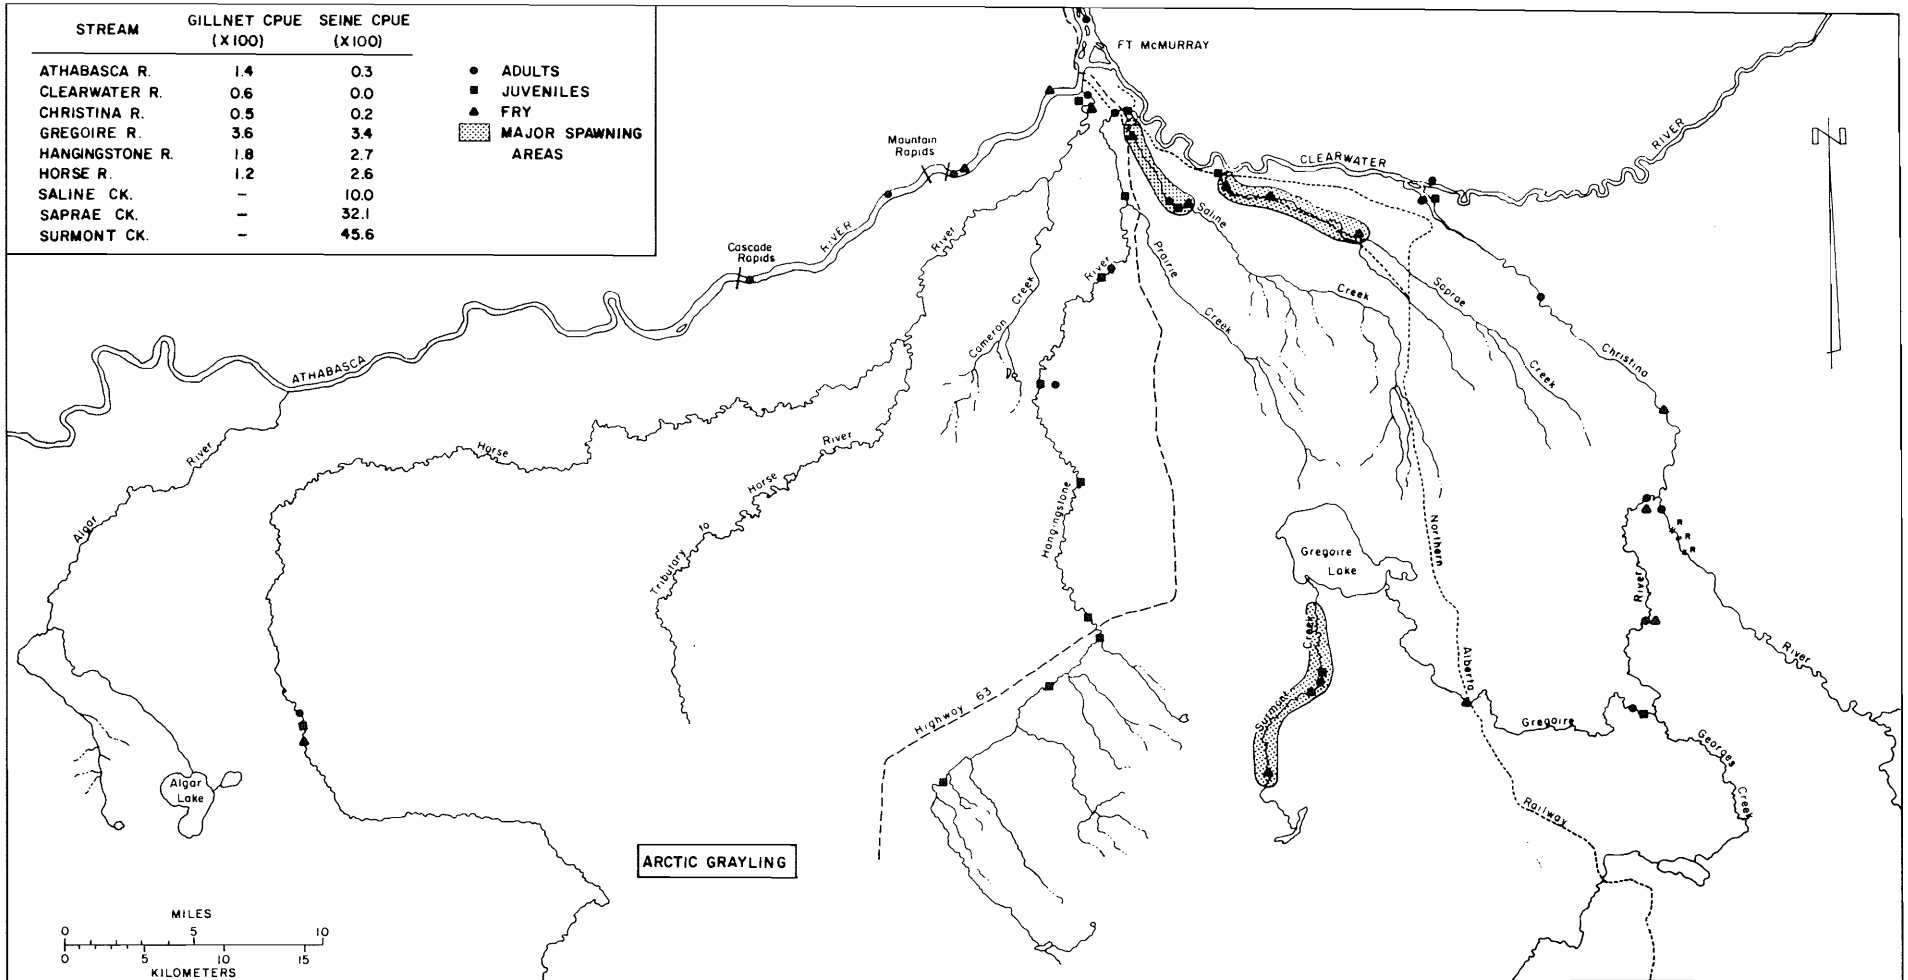 STREAM GILLNET CPUE (X100) SEINE CPUE (X100)
ATHABASCA R. 1.4 0.3
CLEARWATER R. 0.6 0.0
CHRISTINA R. 0.5 0.2
GREGOIRE R. 3.6 3.4
HANGINGSTONE R. 1.8 2.7
HORSE R. 1.2 2.6
SALINE CK. – 10.0
SAPRAE CK. – 32.1
SURMONT CK. – 45.6
ADULTS
JUVENILES
FRY
MAJOR SPAWNING
AREAS
FT McMURRAY
N
Mountain
Rapids
CLEARWATER RIVER
Cascade
Rapids
ATHABASCA RIVER
Horse River
Cameron Creek
Hangingstone River
Prairie Creek
Saline Creek
Saprae Creek
Christina River
Algar River
Tributary to Horse River
Gregoire
Lake
Northern Alberta Railway
Gregoire River
Surmont Creek
Georges Creek
Highway 63
Algar
Lake
R
R
R
ARCTIC GRAYLING
MILES
0 5 10
0 5 10 15
KILOMETERS